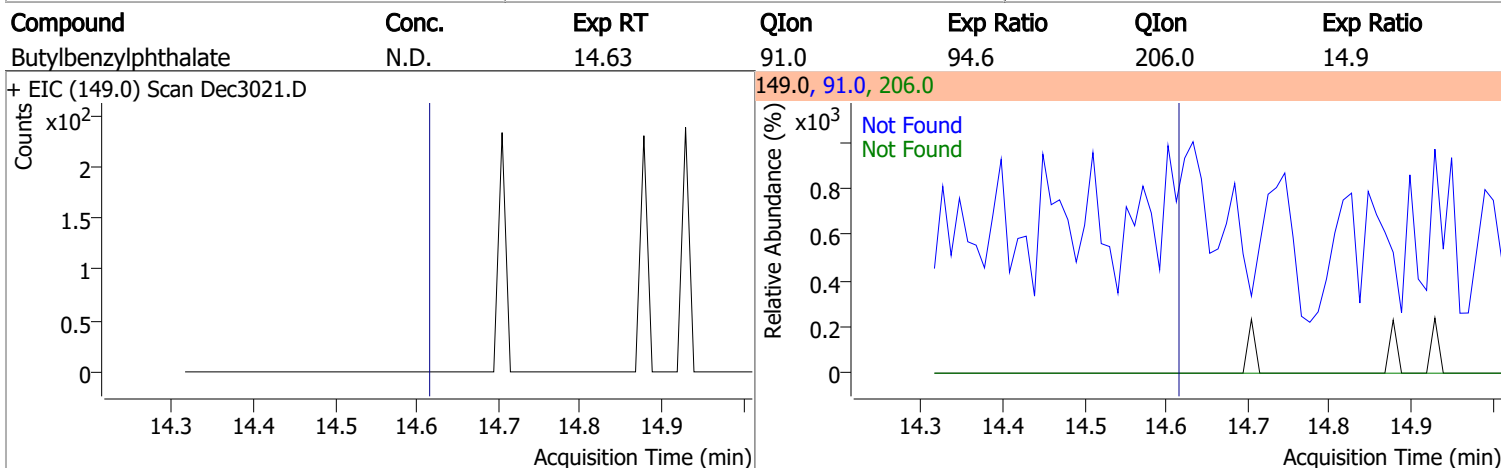 Compound Conc. Exp RT QIon Exp Ratio QIon Exp Ratio
Butylbenzylphthalate N.D. 14.63 91.0 94.6 206.0 14.9
+ EIC (149.0) Scan Dec3021.D
Counts
x10²
2
1.5
1
0.5
0
14.3 14.4 14.5 14.6 14.7 14.8 14.9
Acquisition Time (min)
149.0, 91.0, 206.0
Relative Abundance (%)
x10³
Not Found
Not Found
0.8
0.6
0.4
0.2
0
14.3 14.4 14.5 14.6 14.7 14.8 14.9
Acquisition Time (min)